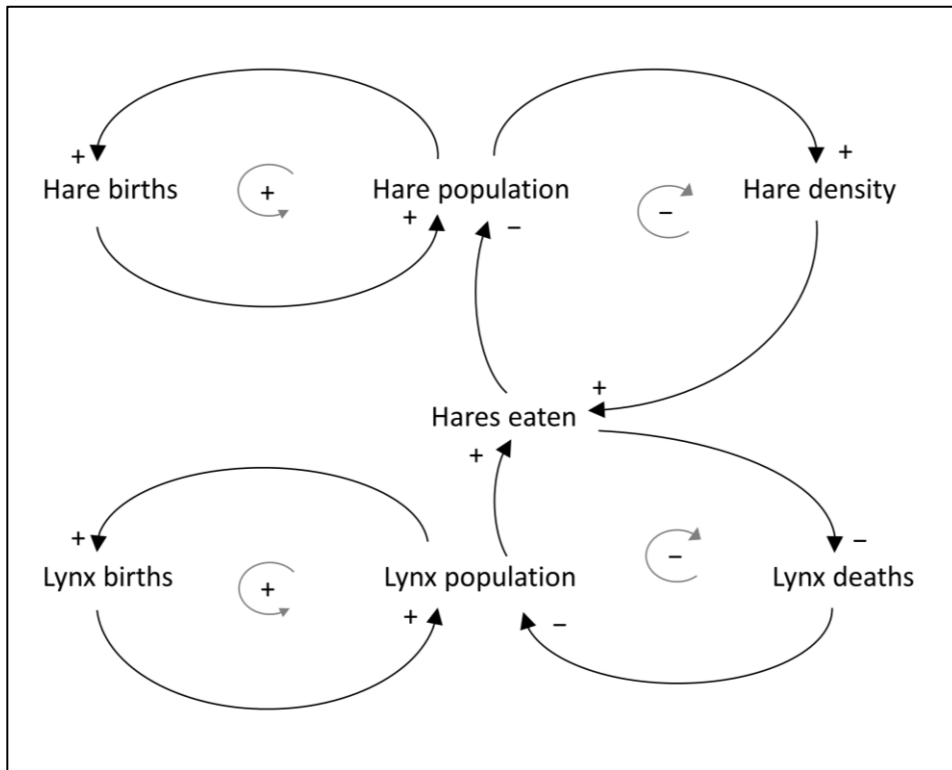 + +
Hare births + Hare population − Hare density
+ −
+
Hares eaten
+
+ − −
Lynx births + Lynx population Lynx deaths
+ −